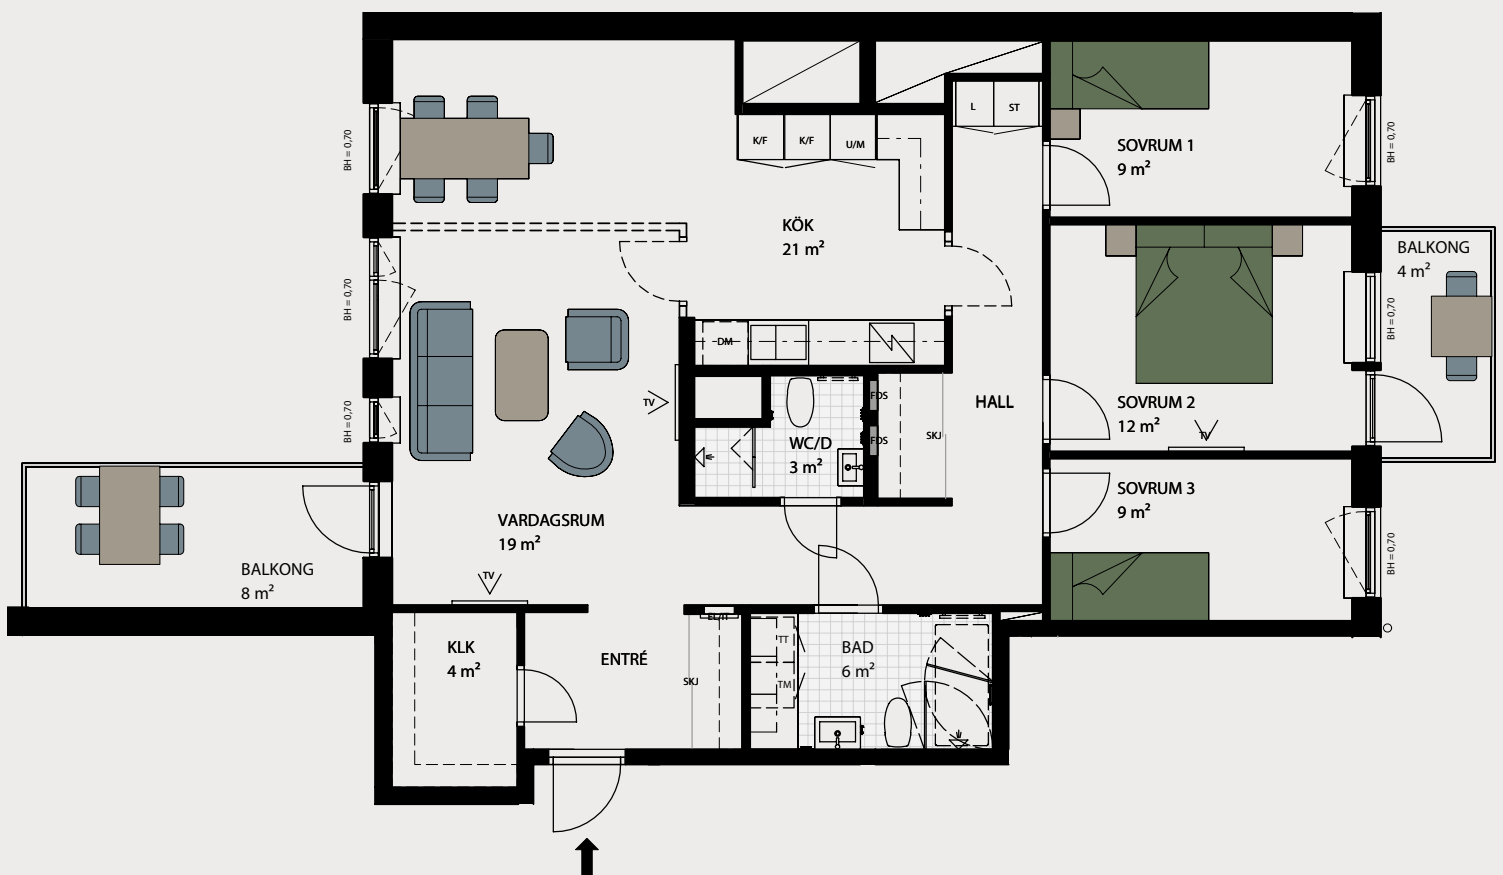 L
ST
K/F
K/F
U/M
BH = 0,70
BH = 0,70
SOVRUM 1
9 m²
KÖK
21 m²
BALKONG
4 m²
BH = 0,70
BH = 0,70
DM
TV
FDS
SKJ
FDS
HALL
SOVRUM 2
12 m²
TV
BH = 0,70
WC/D
3 m²
SOVRUM 3
9 m²
VARDAGSRUM
19 m²
BH = 0,70
BALKONG
8 m²
TV
KLK
4 m²
ENTRÉ
EL/IT
SKJ
TT
TM
BAD
6 m²